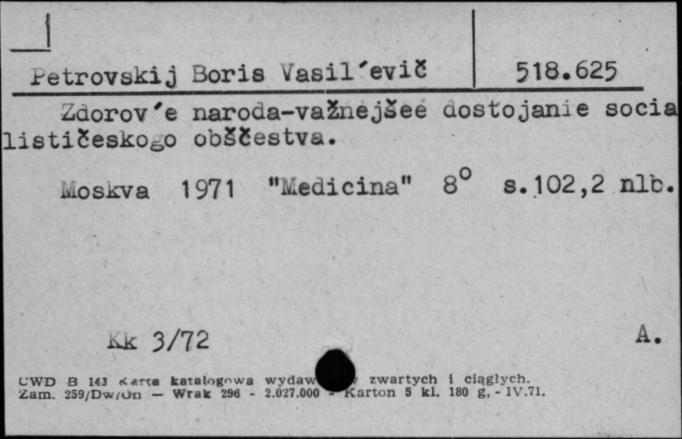 Petrovskij Boris Vasil´evič 518.625
Zdorov´e naroda-važnejšee dostojanie socia
lističeskogo obščestva.
Moskva 1971 "Medicina" 8° s.102,2 nlb.
Kk 3/72 A.
CWD B 143 Karta katalogowa wydaw zwartych i ciągłych.
Zam. 259/Dw/On — Wrak 296 - 2.027.000 - Karton 5 kl. 180 g. - IV.71.